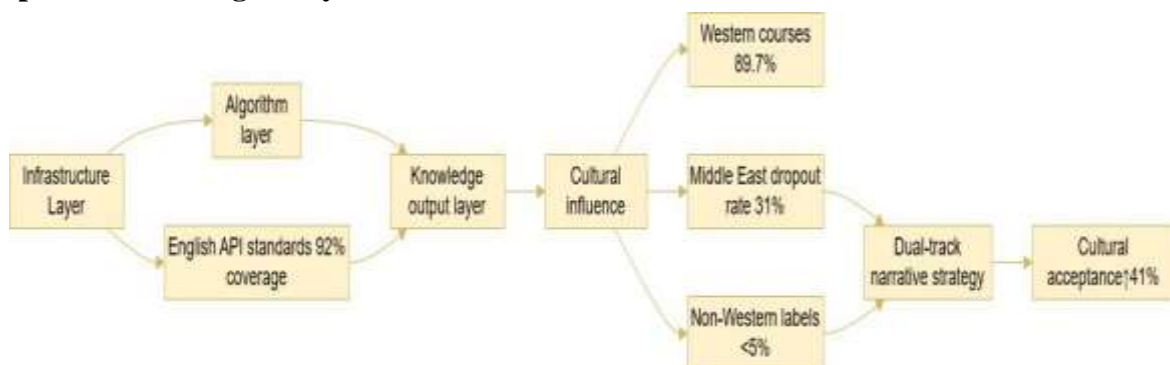 Western courses
89.7%
Algorithm
layer
Infrastructure
Layer
Knowledge
output layer
Cultural
influence
Middle East dropout
rate 31%
English API standards 92%
coverage
Dual-track
narrative strategy
Cultural
acceptance↑41%
Non-Western labels
<5%